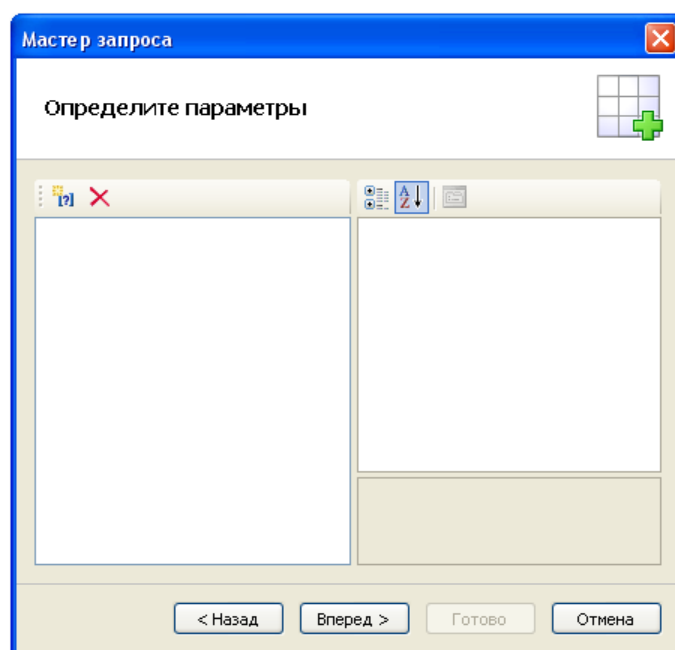 Мастер запроса
Определите параметры
< Назад
Вперед >
Готово
Отмена